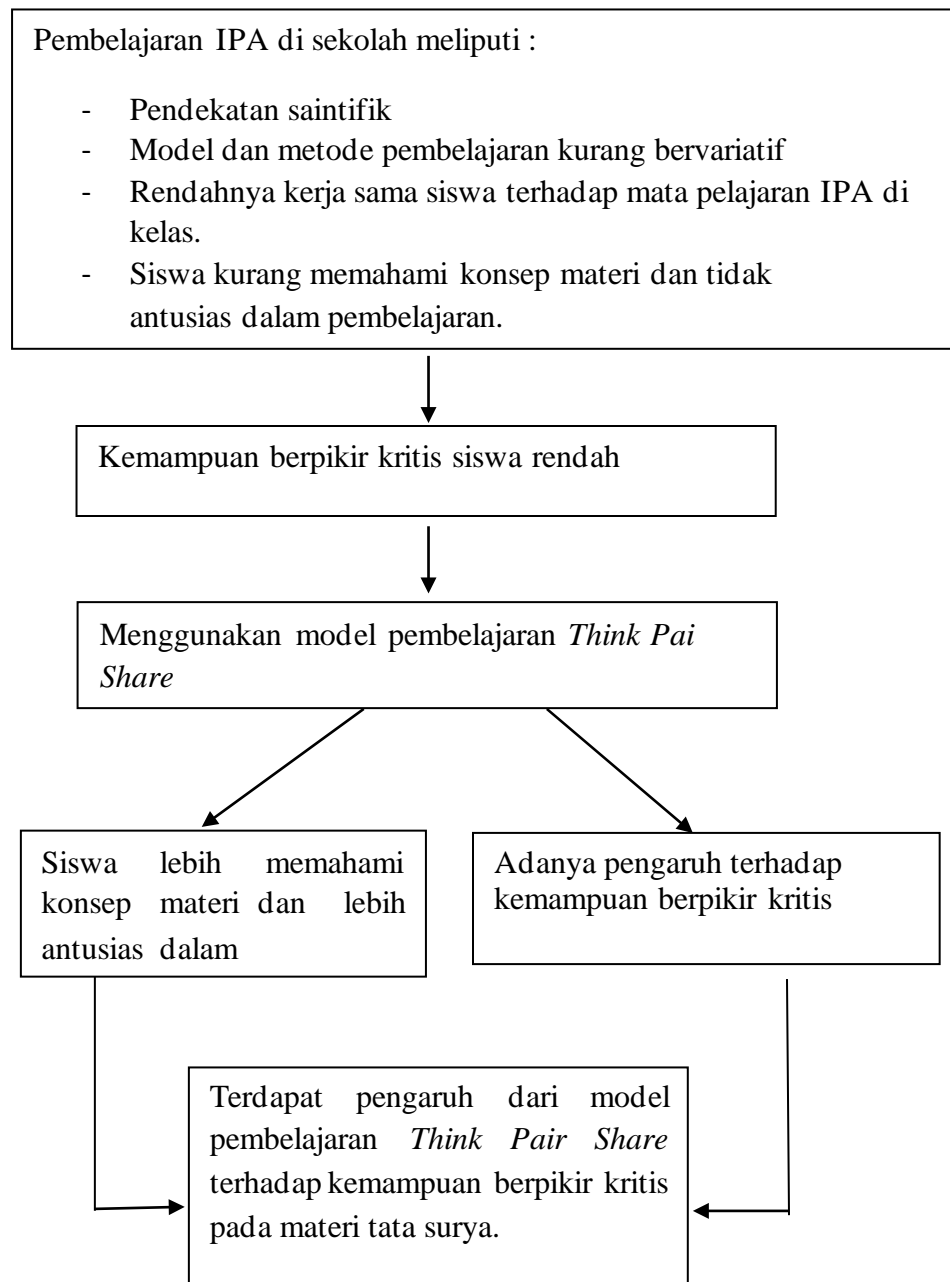 Pembelajaran IPA di sekolah meliputi :
- Pendekatan saintifik
- Model dan metode pembelajaran kurang bervariatif
- Rendahnya kerja sama siswa terhadap mata pelajaran IPA di
kelas.
- Siswa kurang memahami konsep materi dan tidak
antusias dalam pembelajaran.
Kemampuan berpikir kritis siswa rendah
Menggunakan model pembelajaran Think Pai
Share
Siswa lebih memahami
konsep materi dan lebih
antusias dalam
Adanya pengaruh terhadap
kemampuan berpikir kritis
Terdapat pengaruh dari model
pembelajaran Think Pair Share
terhadap kemampuan berpikir kritis
pada materi tata surya.